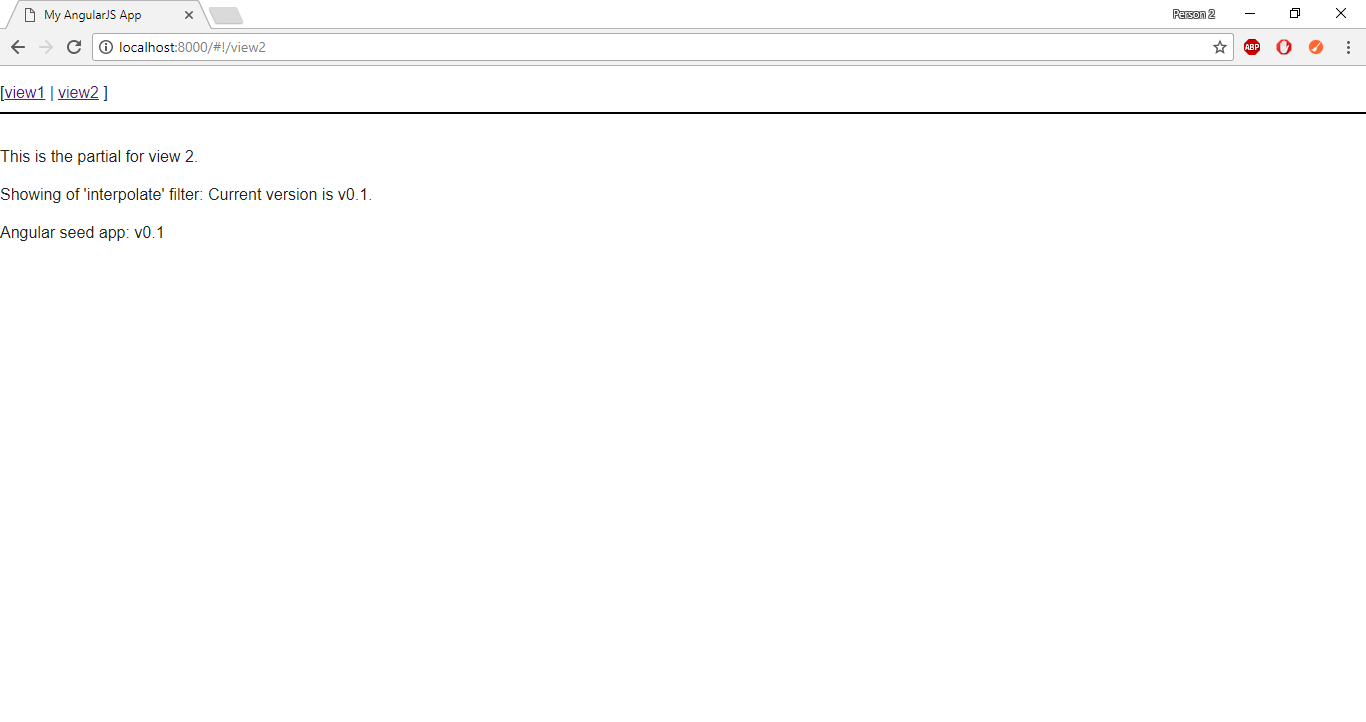 My AngularJS App
Person 2
localhost:8000/#!/view2
ABP
[view1 | view2 ]
This is the partial for view 2.
Showing of 'interpolate' filter: Current version is v0.1.
Angular seed app: v0.1